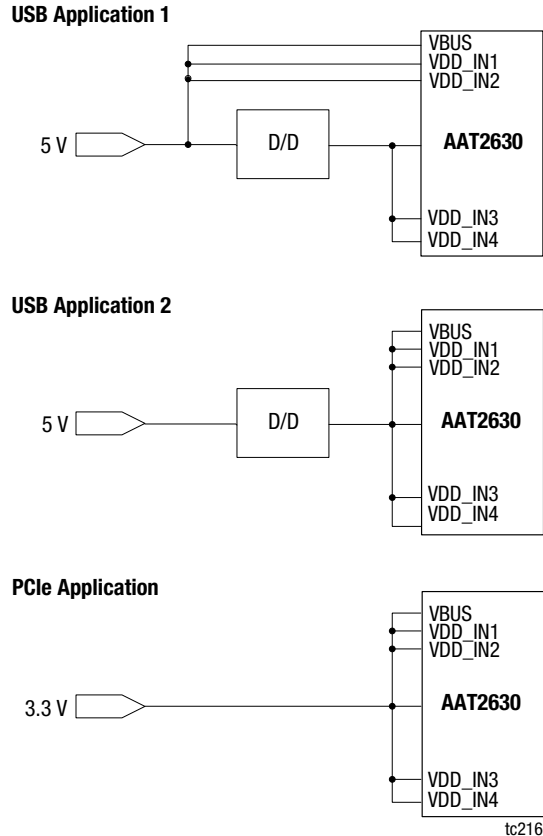 USB Application 1
VBUS
VDD_IN1
VDD_IN2
5 V
D/D
AAT2630
VDD_IN3
VDD_IN4
USB Application 2
VBUS
VDD_IN1
VDD_IN2
5 V
D/D
AAT2630
VDD_IN3
VDD_IN4
PCIe Application
VBUS
VDD_IN1
VDD_IN2
3.3 V
AAT2630
VDD_IN3
VDD_IN4
tc216